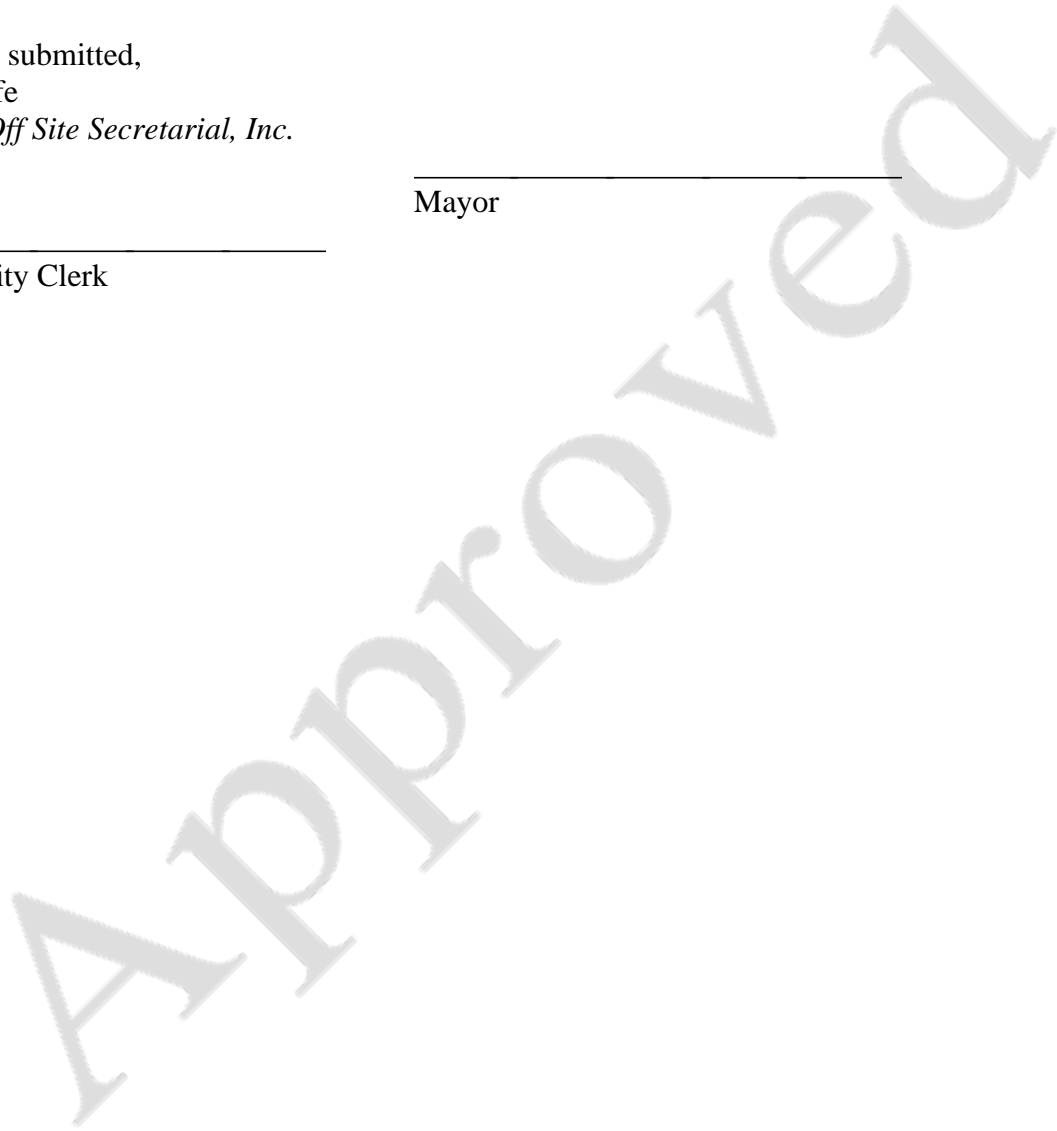 submitted,
fe
Off Site Secretarial, Inc.
Mayor
ity Clerk
Approved